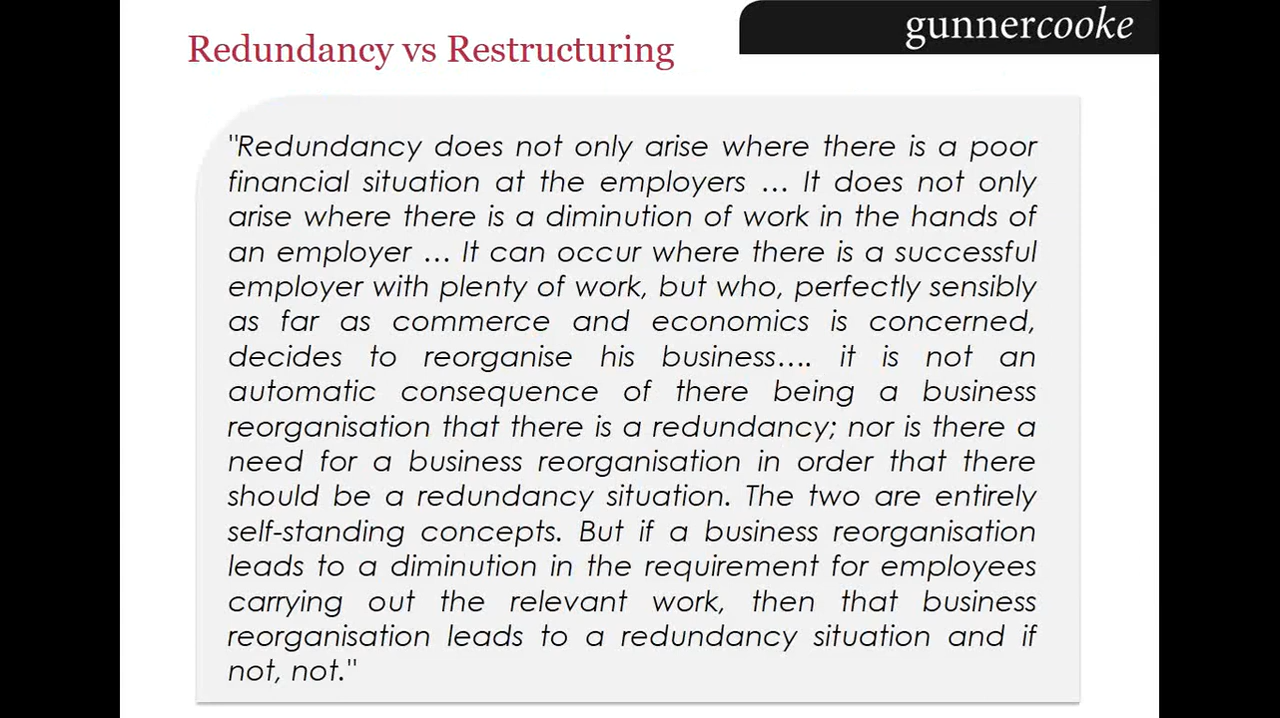 gunnercooke
Redundancy vs Restructuring
"Redundancy does not only arise where there is a poor
financial situation at the employers ... It does not only
arise where there is a diminution of work in the hands of
an employer ... It can occur where there is a successful
employer with plenty of work, but who, perfectly sensibly
as far as commerce and economics is concerned,
decides to reorganise his business.... it is not an
automatic consequence of there being a business
reorganisation that there is a redundancy; nor is there a
need for a business reorganisation in order that there
should be a redundancy situation. The two are entirely
self-standing concepts. But if a business reorganisation
leads to a diminution in the requirement for employees
carrying out the relevant work, then that business
reorganisation leads to a redundancy situation and if
not, not."